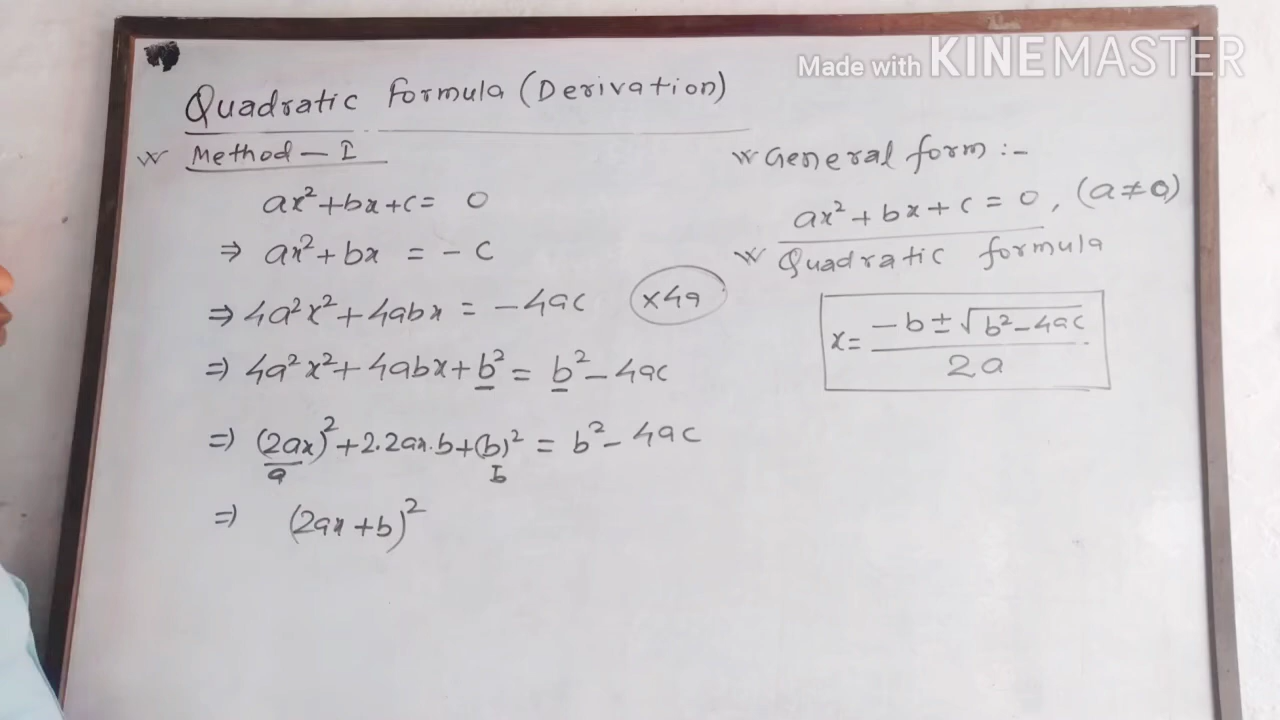 Made with KINEMASTER
Quadratic formula (Derivation)
Method - I
ax² + bx + c = 0
⇒ ax² + bx = - c
⇒ 4a²x² + 4abx = - 4ac ×4a
⇒ 4a²x² + 4abx + b² = b² - 4ac
⇒ (2ax)² + 2.2ax.b + (b)² = b² - 4ac
a b
⇒ (2ax + b)²
General form :-
ax² + bx + c = 0, (a ≠ 0)
Quadratic formula
x = -b ± √b² - 4ac
2a